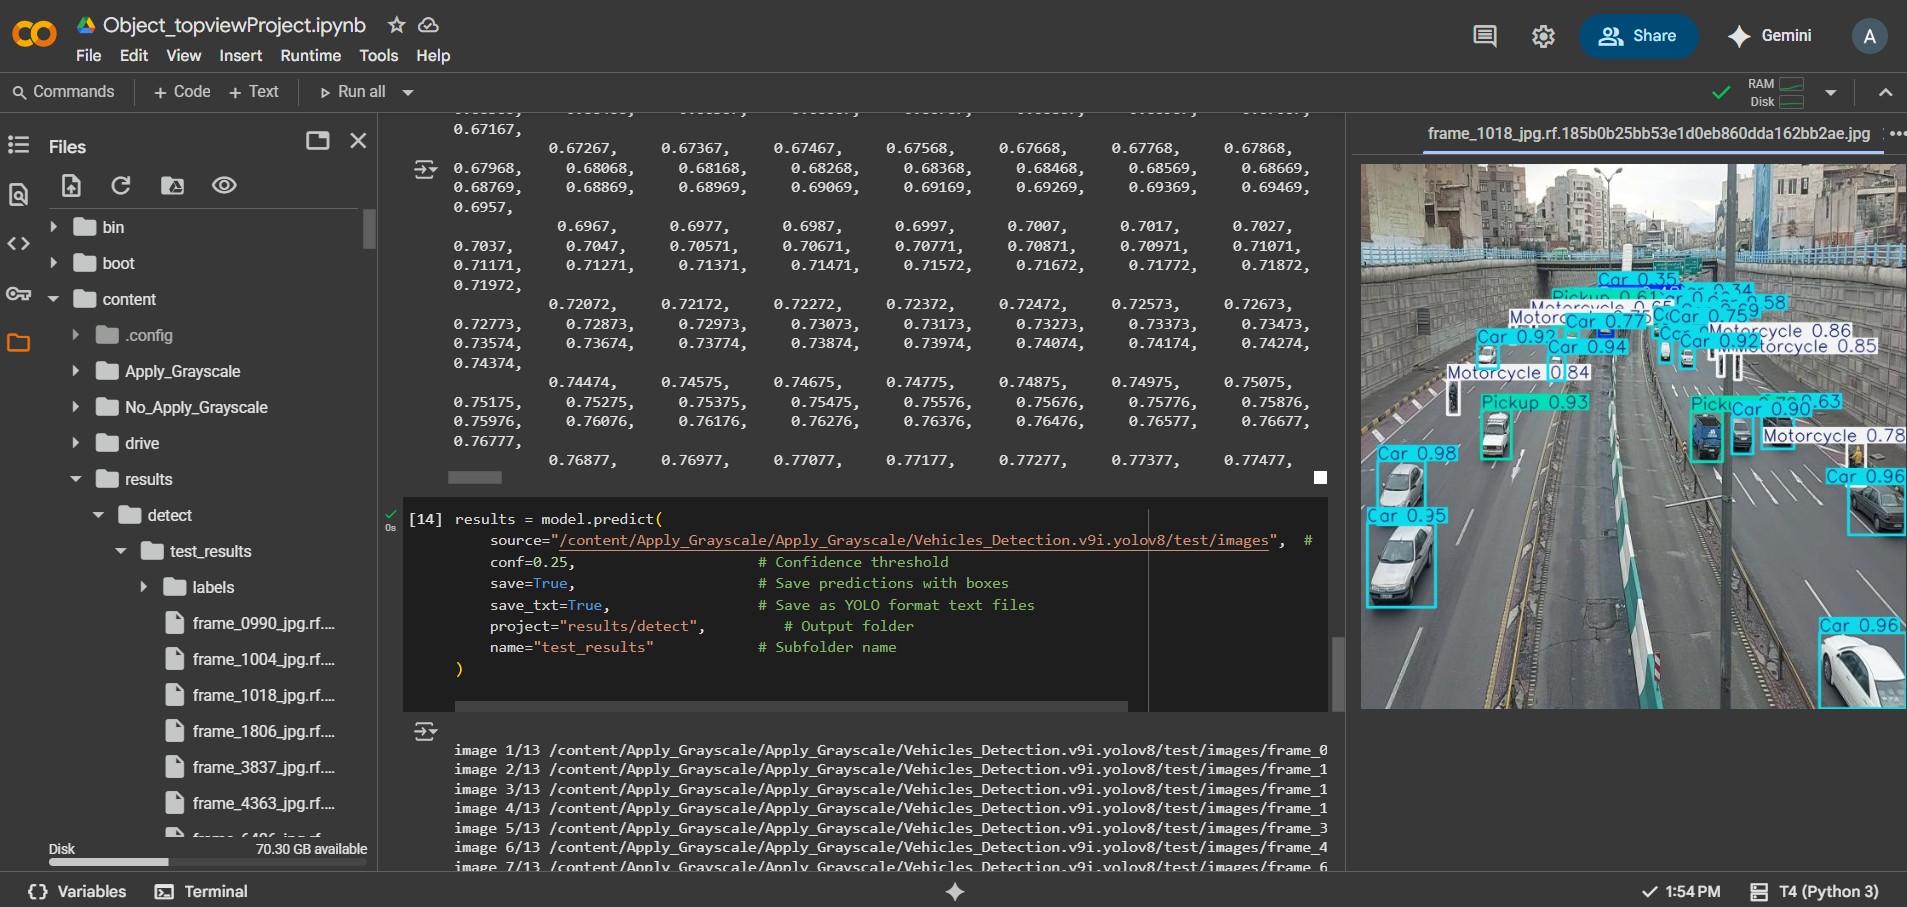 Object_topviewProject.ipynb
File Edit View Insert Runtime Tools Help
Share
Gemini
A
Commands + Code + Text Run all
RAM
Disk
Files
bin
boot
content
.config
Apply_Grayscale
No_Apply_Grayscale
drive
results
detect
test_results
labels
frame_0990_jpg.rf....
frame_1004_jpg.rf....
frame_1018_jpg.rf....
frame_1806_jpg.rf....
frame_3837_jpg.rf....
frame_4363_jpg.rf....
Disk 70.30 GB available
0.67167,
0.67267, 0.67367, 0.67467, 0.67568, 0.67668, 0.67768, 0.67868,
0.67968, 0.68068, 0.68168, 0.68268, 0.68368, 0.68468, 0.68569, 0.68669,
0.68769, 0.68869, 0.68969, 0.69069, 0.69169, 0.69269, 0.69369, 0.69469,
0.6957,
0.6967, 0.6977, 0.6987, 0.6997, 0.7007, 0.7017, 0.7027,
0.7037, 0.7047, 0.70571, 0.70671, 0.70771, 0.70871, 0.70971, 0.71071,
0.71171, 0.71271, 0.71371, 0.71471, 0.71572, 0.71672, 0.71772, 0.71872,
0.71972,
0.72072, 0.72172, 0.72272, 0.72372, 0.72472, 0.72573, 0.72673,
0.72773, 0.72873, 0.72973, 0.73073, 0.73173, 0.73273, 0.73373, 0.73473,
0.73574, 0.73674, 0.73774, 0.73874, 0.73974, 0.74074, 0.74174, 0.74274,
0.74374,
0.74474, 0.74575, 0.74675, 0.74775, 0.74875, 0.74975, 0.75075,
0.75175, 0.75275, 0.75375, 0.75475, 0.75576, 0.75676, 0.75776, 0.75876,
0.75976, 0.76076, 0.76176, 0.76276, 0.76376, 0.76476, 0.76577, 0.76677,
0.76777,
0.76877, 0.76977, 0.77077, 0.77177, 0.77277, 0.77377, 0.77477,
0s
[14] results = model.predict(
source="/content/Apply_Grayscale/Apply_Grayscale/Vehicles_Detection.v9i.yolov8/test/images", #
conf=0.25, # Confidence threshold
save=True, # Save predictions with boxes
save_txt=True, # Save as YOLO format text files
project="results/detect", # Output folder
name="test_results" # Subfolder name
)
image 1/13 /content/Apply_Grayscale/Apply_Grayscale/Vehicles_Detection.v9i.yolov8/test/images/frame_0
image 2/13 /content/Apply_Grayscale/Apply_Grayscale/Vehicles_Detection.v9i.yolov8/test/images/frame_1
image 3/13 /content/Apply_Grayscale/Apply_Grayscale/Vehicles_Detection.v9i.yolov8/test/images/frame_1
image 4/13 /content/Apply_Grayscale/Apply_Grayscale/Vehicles_Detection.v9i.yolov8/test/images/frame_1
image 5/13 /content/Apply_Grayscale/Apply_Grayscale/Vehicles_Detection.v9i.yolov8/test/images/frame_3
image 6/13 /content/Apply_Grayscale/Apply_Grayscale/Vehicles_Detection.v9i.yolov8/test/images/frame_4
image 7/13 /content/Apply_Grayscale/Apply_Grayscale/Vehicles_Detection.v9i.yolov8/test/images/frame_6
frame_1018_jpg.rf.185b0b25bb53e1d0eb860dda162bb2ae.jpg
Car 0.35
Car 0.77
Motorcycle 0.86
Car 0.92
Car 0.94
Car 0.92
0.85
Motorcycle 0.84
Pickup 0.93
Car 0.90
0.63
Motorcycle 0.78
Car 0.98
Car 0.96
Car 0.95
Car 0.96
Variables Terminal
1:54 PM T4 (Python 3)